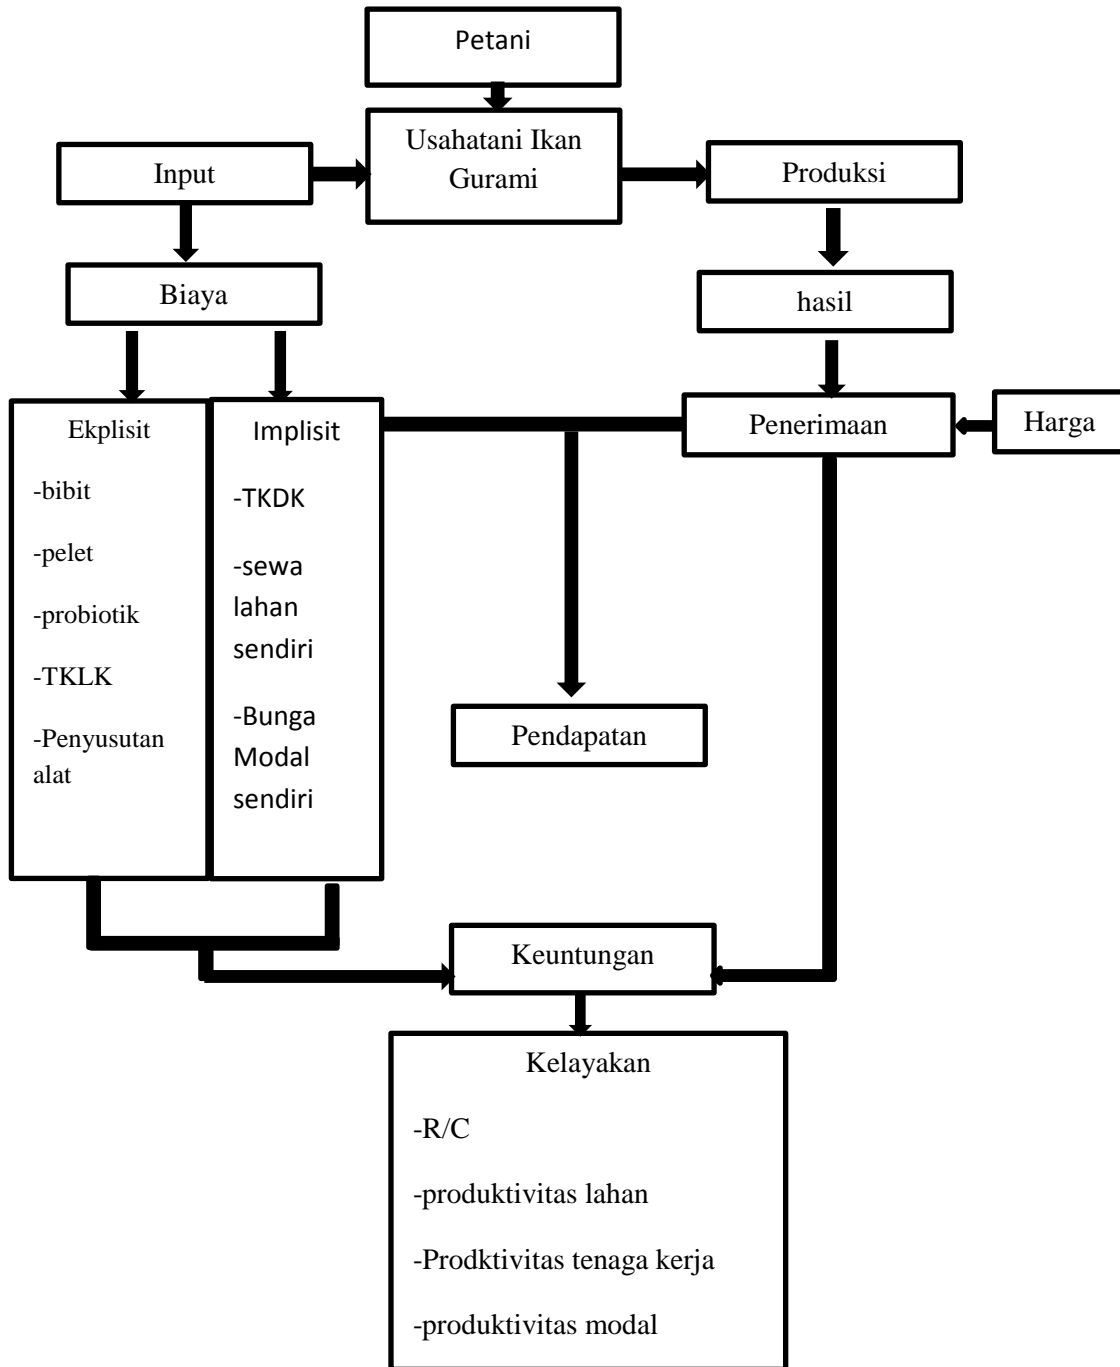 Petani
Usahatani Ikan
Gurami
Input
Produksi
Biaya
hasil
Ekplisit
-bibit
-pelet
-probiotik
-TKLK
-Penyusutan
alat
Implisit
-TKDK
-sewa
lahan
sendiri
-Bunga
Modal
sendiri
Penerimaan
Harga
Pendapatan
Keuntungan
Kelayakan
-R/C
-produktivitas lahan
-Prodktivitas tenaga kerja
-produktivitas modal